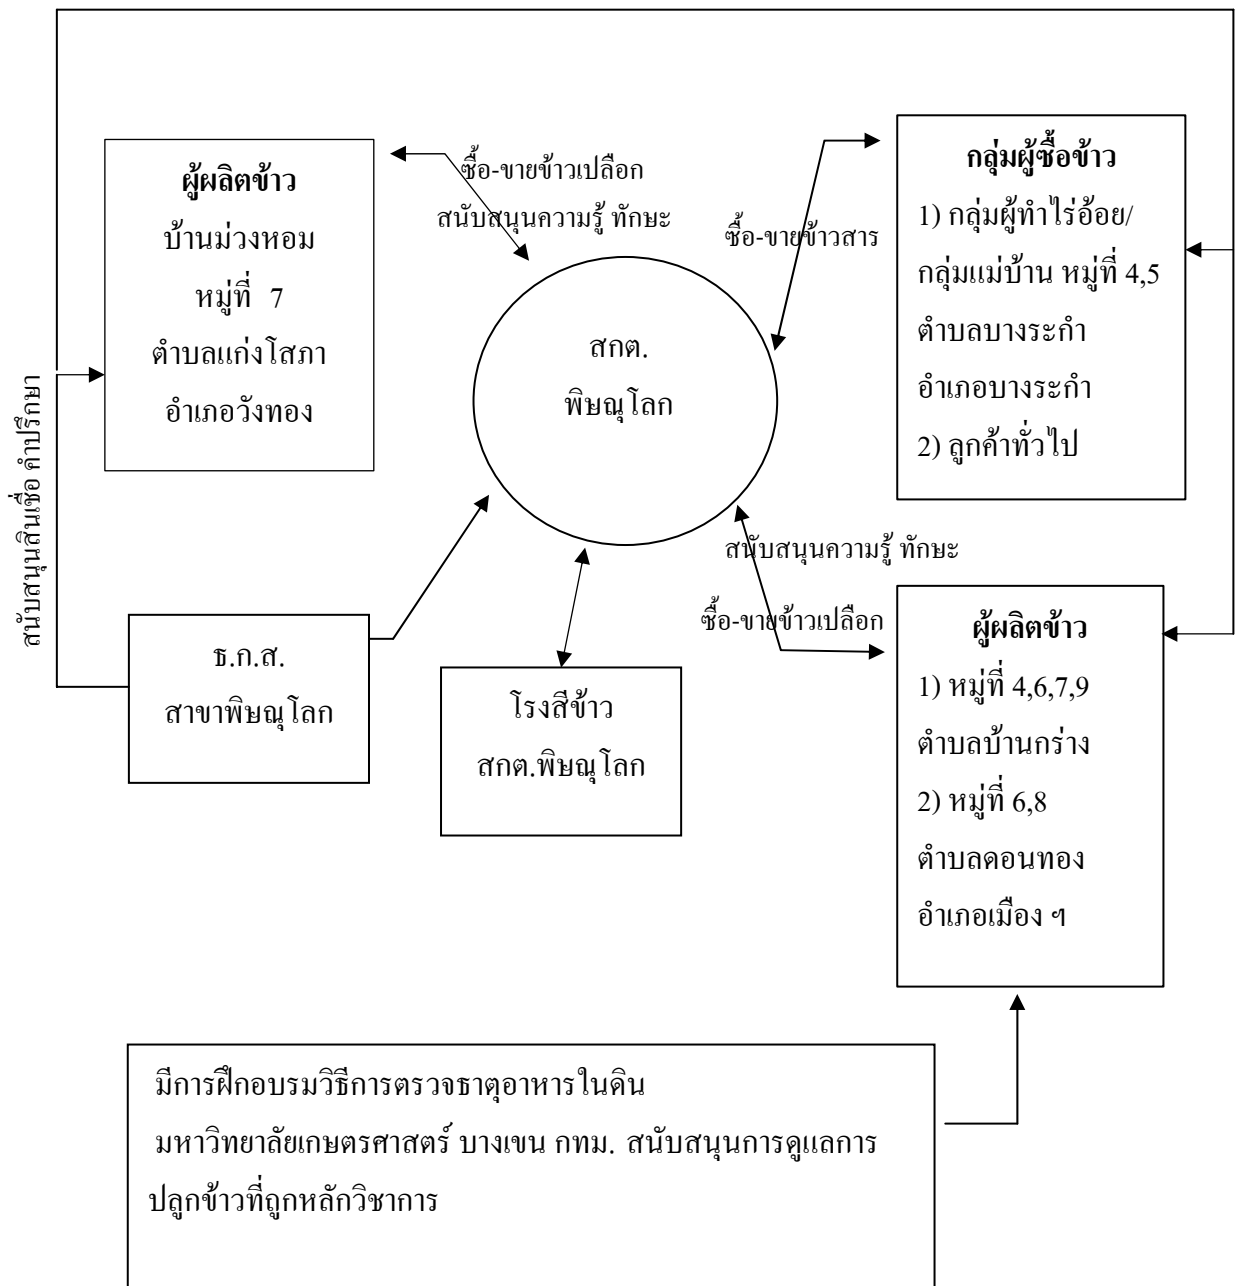 ผู้ผลิตข้าว
บ้านม่วงหอม
หมู่ที่ 7
ตำบลแก่งโสภา
อำเภอวังทอง
ซื้อ-ขายข้าวเปลือก
สนับสนุนความรู้ ทักษะ
ซื้อ-ขายข้าวสาร
กลุ่มผู้ซื้อข้าว
1) กลุ่มผู้ทำไร่อ้อย/
กลุ่มแม่บ้าน หมู่ที่ 4,5
ตำบลบางระกำ
อำเภอบางระกำ
2) ลูกค้าทั่วไป
สกต.
พิษณุโลก
สนับสนุนสินเชื่อ คำปรึกษา
สนับสนุนความรู้ ทักษะ
ซื้อ-ขายข้าวเปลือก
ธ.ก.ส.
สาขาพิษณุโลก
โรงสีข้าว
สกต.พิษณุโลก
ผู้ผลิตข้าว
1) หมู่ที่ 4,6,7,9
ตำบลบ้านกร่าง
2) หมู่ที่ 6,8
ตำบลดอนทอง
อำเภอเมือง ฯ
มีการฝึกอบรมวิธีการตรวจธาตุอาหารในดิน
มหาวิทยาลัยเกษตรศาสตร์ บางเขน กทม. สนับสนุนการดูแลการ
ปลูกข้าวที่ถูกหลักวิชาการ